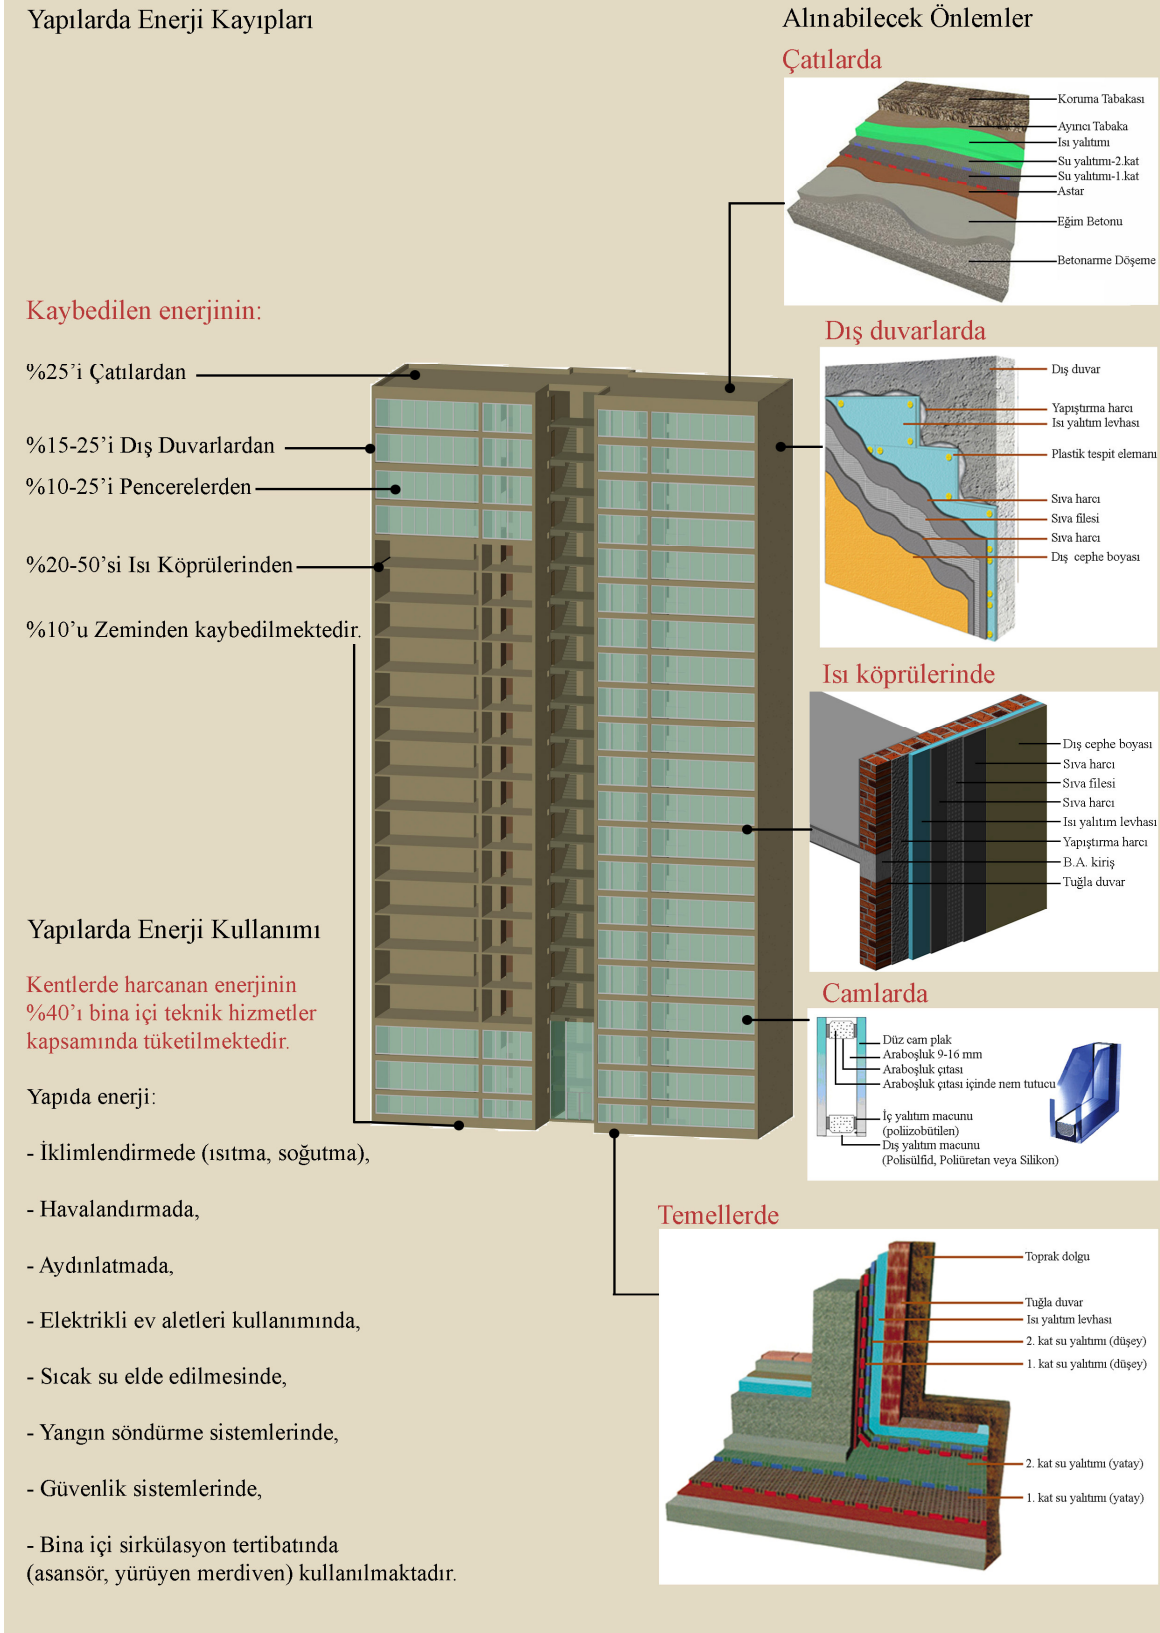 Yapılarda Enerji Kayıpları
Kaybedilen enerjinin:
%25’i Çatılardan
%15-25’i Dış Duvarlardan
%10-25’i Pencerelerden
%20-50’si Isı Köprülerinden
%10’u Zeminden kaybedilmektedir.
Yapılarda Enerji Kullanımı
Kentlerde harcanan enerjinin
%40’ı bina içi teknik hizmetler
kapsamında tüketilmektedir.
Yapıda enerji:
- İklimlendirmede (ısıtma, soğutma),
- Havalandırmada,
- Aydınlatmada,
- Elektrikli ev aletleri kullanımında,
- Sıcak su elde edilmesinde,
- Yangın söndürme sistemlerinde,
- Güvenlik sistemlerinde,
- Bina içi sirkülasyon tertibatında
(asansör, yürüyen merdiven) kullanılmaktadır.
Alınabilecek Önlemler
Çatılarda
Koruma Tabakası
Ayırıcı Tabaka
Isı yalıtımı
Su yalıtımı-2.kat
Su yalıtımı-1.kat
Astar
Eğim Betonu
Betonarme Döşeme
Dış duvarlarda
Dış duvar
Yapıştırma harcı
Isı yalıtım levhası
Plastik tespit elemanı
Sıva harcı
Sıva filesi
Sıva harcı
Dış cephe boyası
Isı köprülerinde
Dış cephe boyası
Sıva harcı
Sıva filesi
Sıva harcı
Isı yalıtım levhası
Yapıştırma harcı
B.A. kiriş
Tuğla duvar
Camlarda
Düz cam plak
Araboşluk 9-16 mm
Araboşluk çıtası
Araboşluk çıtası içinde nem tutucu
İç yalıtım macunu
(poliizobütilen)
Dış yalıtım macunu
(Polisülfid, Poliüretan veya Silikon)
Temellerde
Toprak dolgu
Tuğla duvar
Isı yalıtım levhası
2. kat su yalıtımı (düşey)
1. kat su yalıtımı (düşey)
2. kat su yalıtımı (yatay)
1. kat su yalıtımı (yatay)